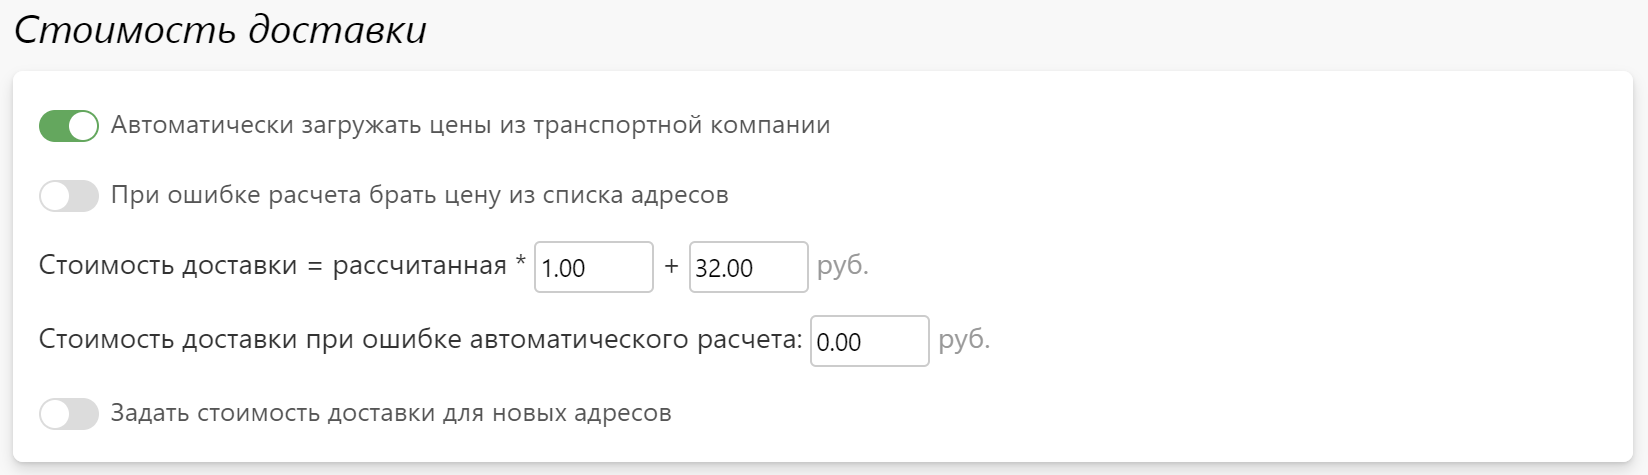 Стоимость доставки
Автоматически загружать цены из транспортной компании
При ошибке расчета брать цену из списка адресов
Стоимость доставки = рассчитанная * 1.00 + 32.00 руб.
Стоимость доставки при ошибке автоматического расчета: 0.00 руб.
Задать стоимость доставки для новых адресов